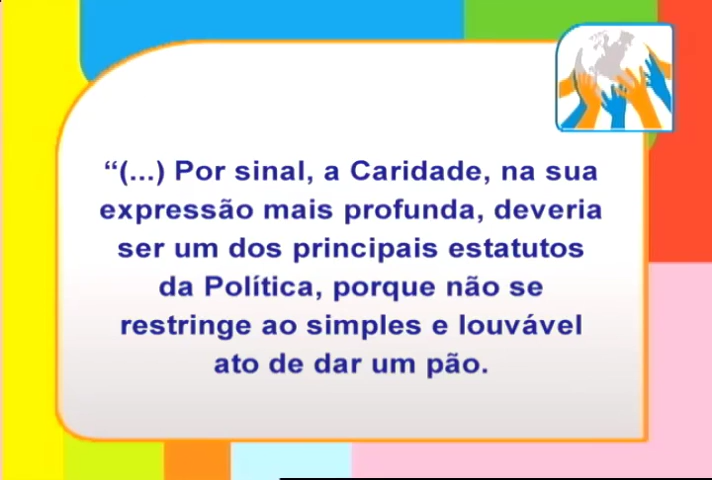 “(...) Por sinal, a Caridade, na sua
expressão mais profunda, deveria
ser um dos principais estatutos
da Política, porque não se
restringe ao simples e louvável
ato de dar um pão.